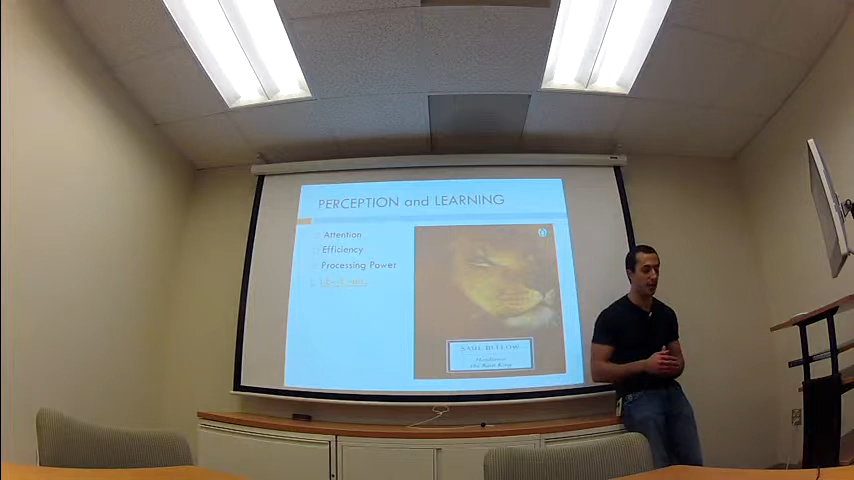 PERCEPTION and LEARNING
Attention
Efficiency
Processing Power
SAUL BELLOW
Henderson
the Rain King